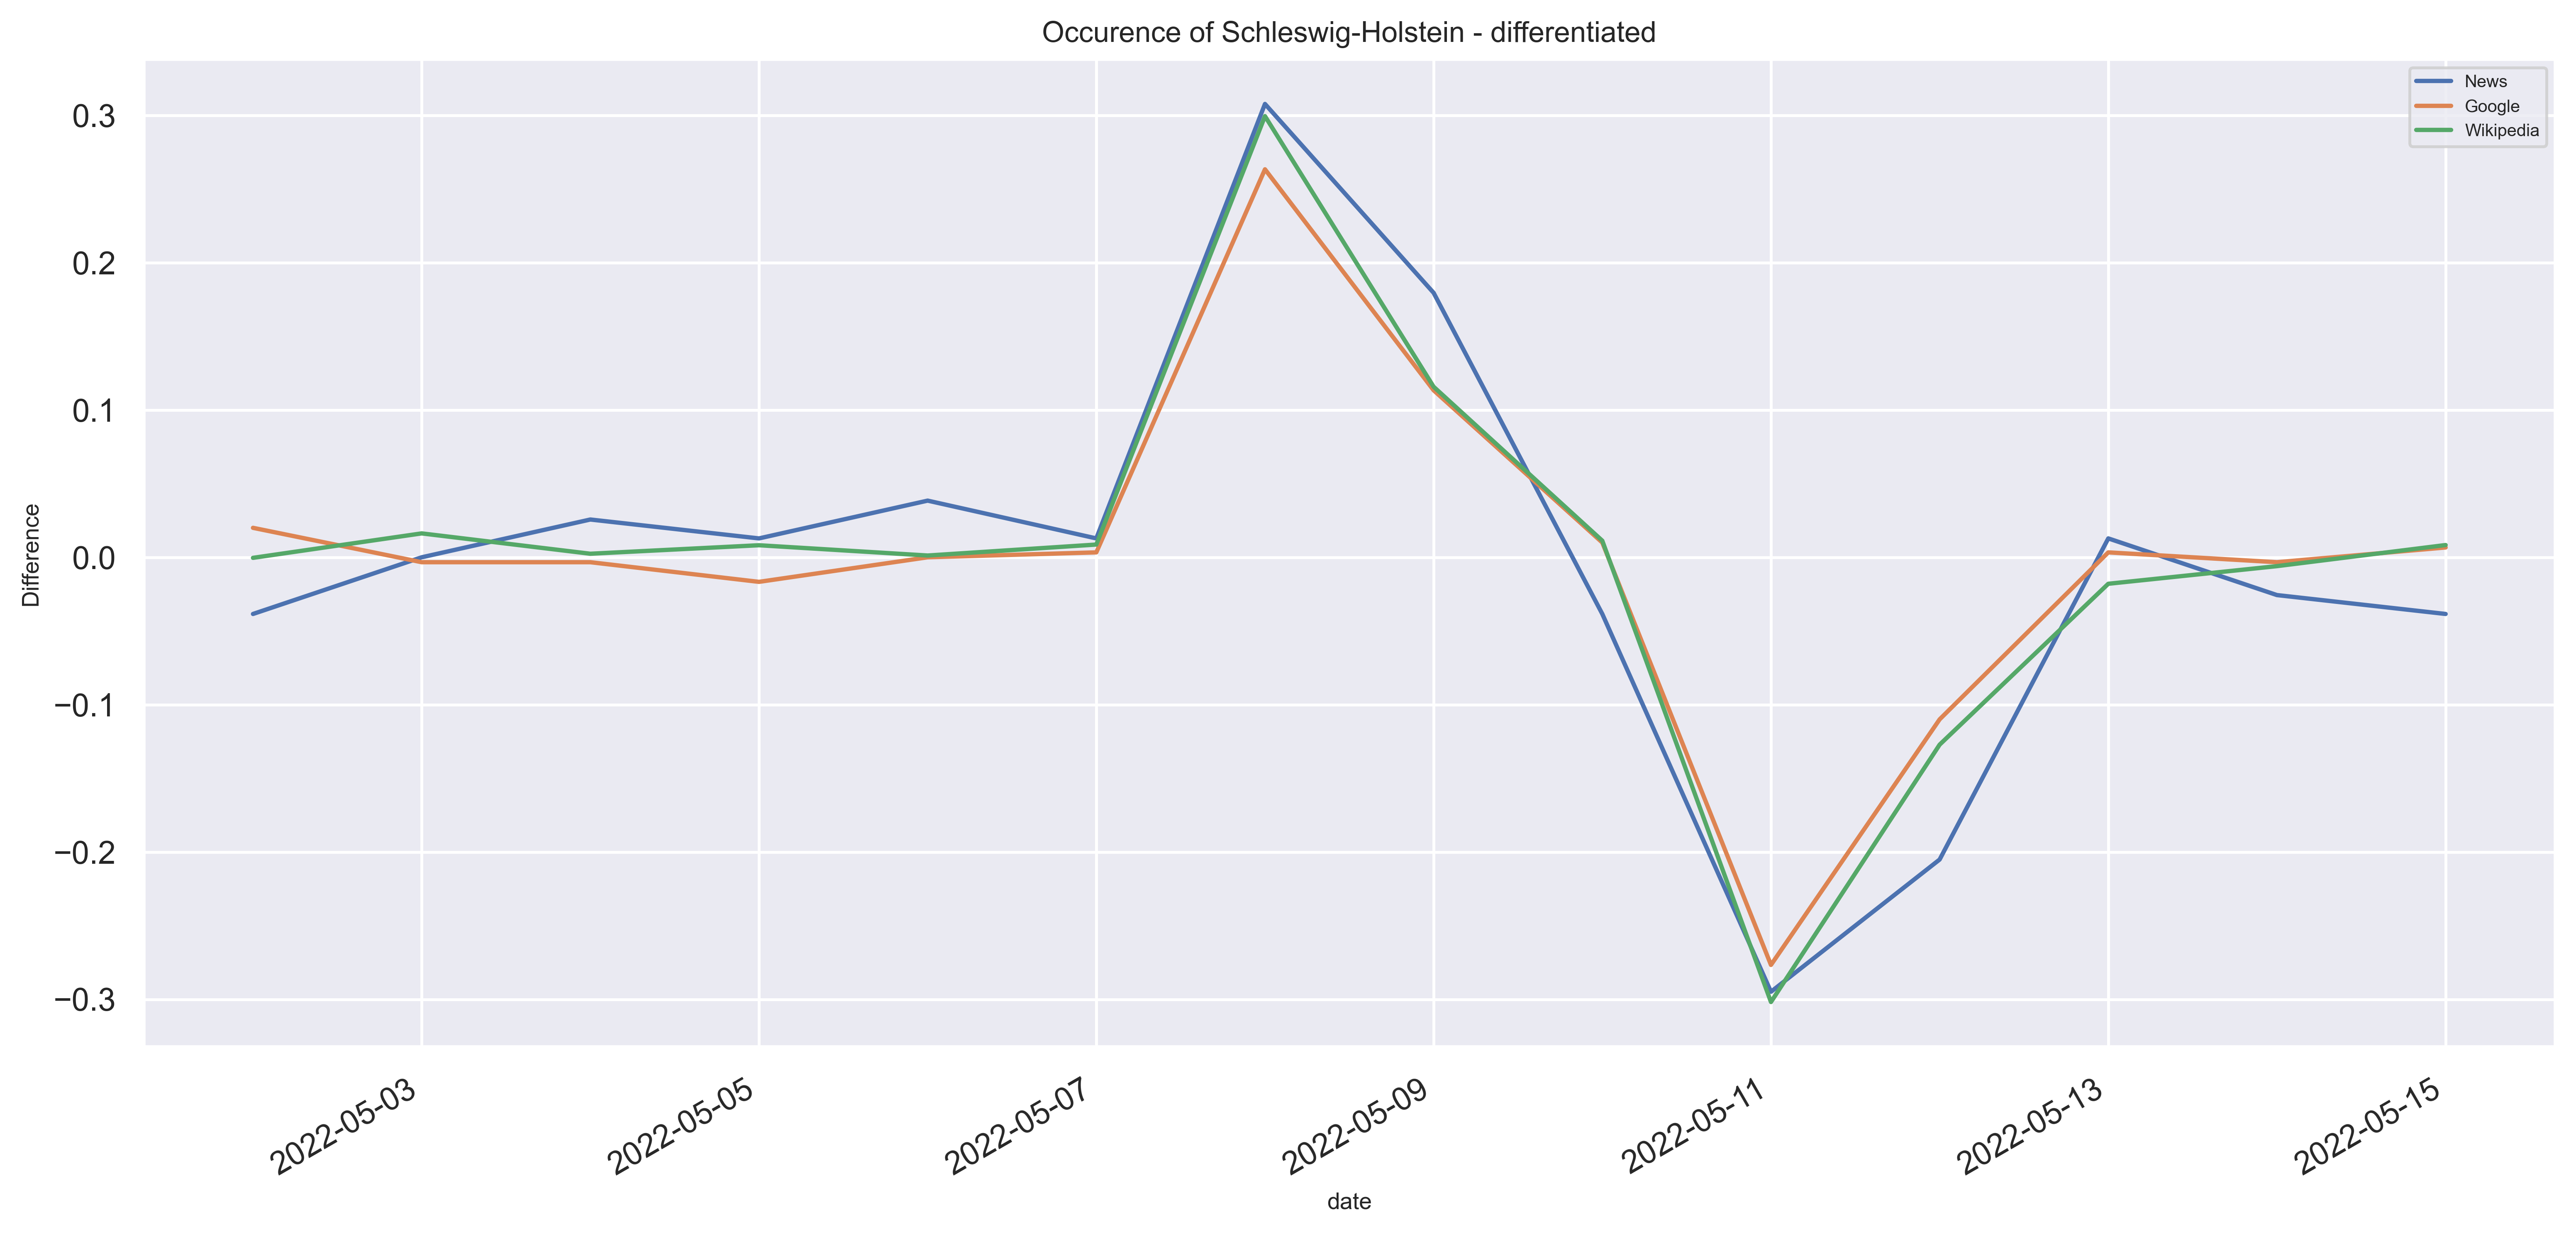 Occurence of Schleswig-Holstein - differentiated
News
Google
Wikipedia
0.3
0.2
0.1
0.0
−0.1
−0.2
−0.3
Difference
2022-05-03
2022-05-05
2022-05-07
2022-05-09
2022-05-11
2022-05-13
2022-05-15
date